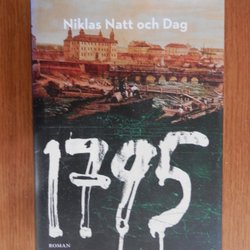 Niklas Natt och Dag
1795
ROMAN